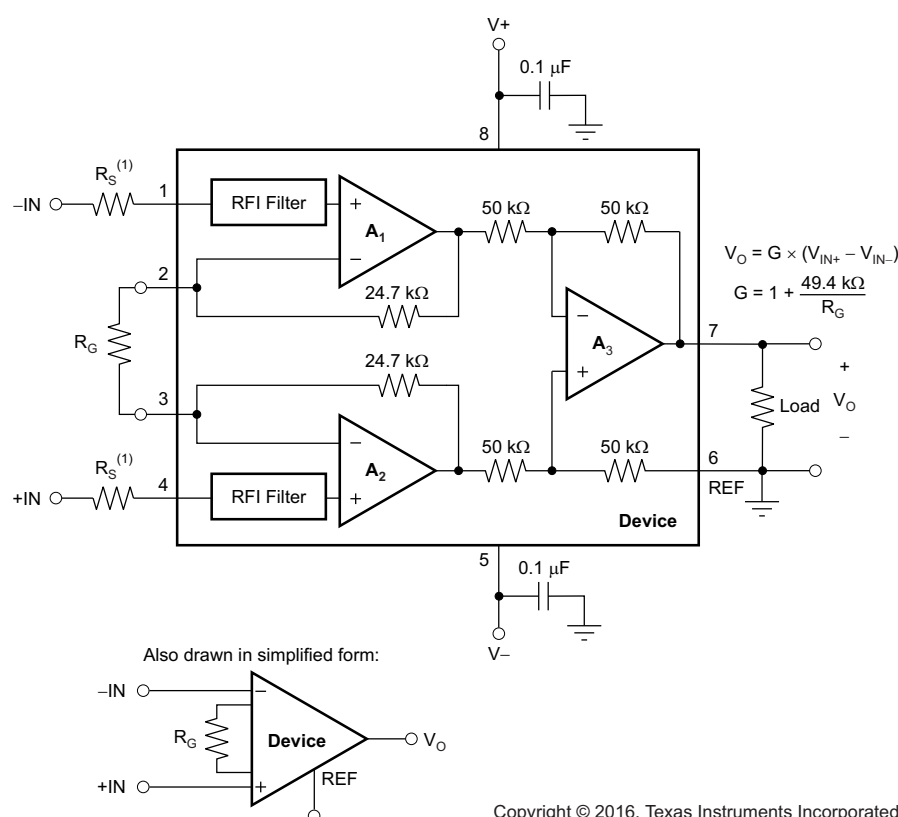 V+
0.1 μF
8
R_S^(1)
1
−IN
RFI Filter
+
A_1
−
50 kΩ
50 kΩ
V_O = G × (V_IN+ − V_IN−)
G = 1 + 49.4 kΩ / R_G
2
24.7 kΩ
R_G
−
A_3
+
7
24.7 kΩ
+
Load
V_O
−
3
−
A_2
+
50 kΩ
50 kΩ
6
REF
R_S^(1)
4
+IN
RFI Filter
Device
5
0.1 μF
V−
Also drawn in simplified form:
−IN
−
R_G
Device
V_O
+IN
+
REF
Copyright © 2016, Texas Instruments Incorporated